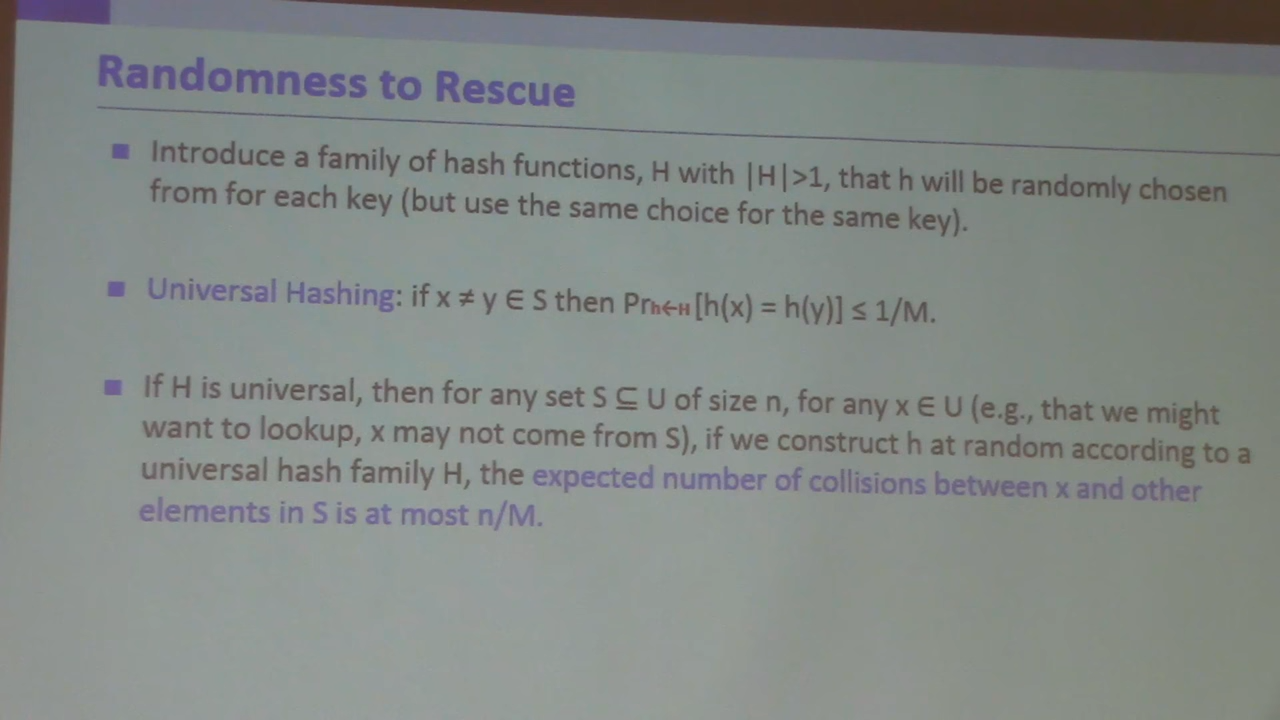 Randomness to Rescue
Introduce a family of hash functions, H with |H|>1, that h will be randomly chosen
from for each key (but use the same choice for the same key).
Universal Hashing: if x ≠ y ∈ S then Prₕ←H [h(x) = h(y)] ≤ 1/M.
If H is universal, then for any set S ⊆ U of size n, for any x ∈ U (e.g., that we might
want to lookup, x may not come from S), if we construct h at random according to a
universal hash family H, the expected number of collisions between x and other
elements in S is at most n/M.